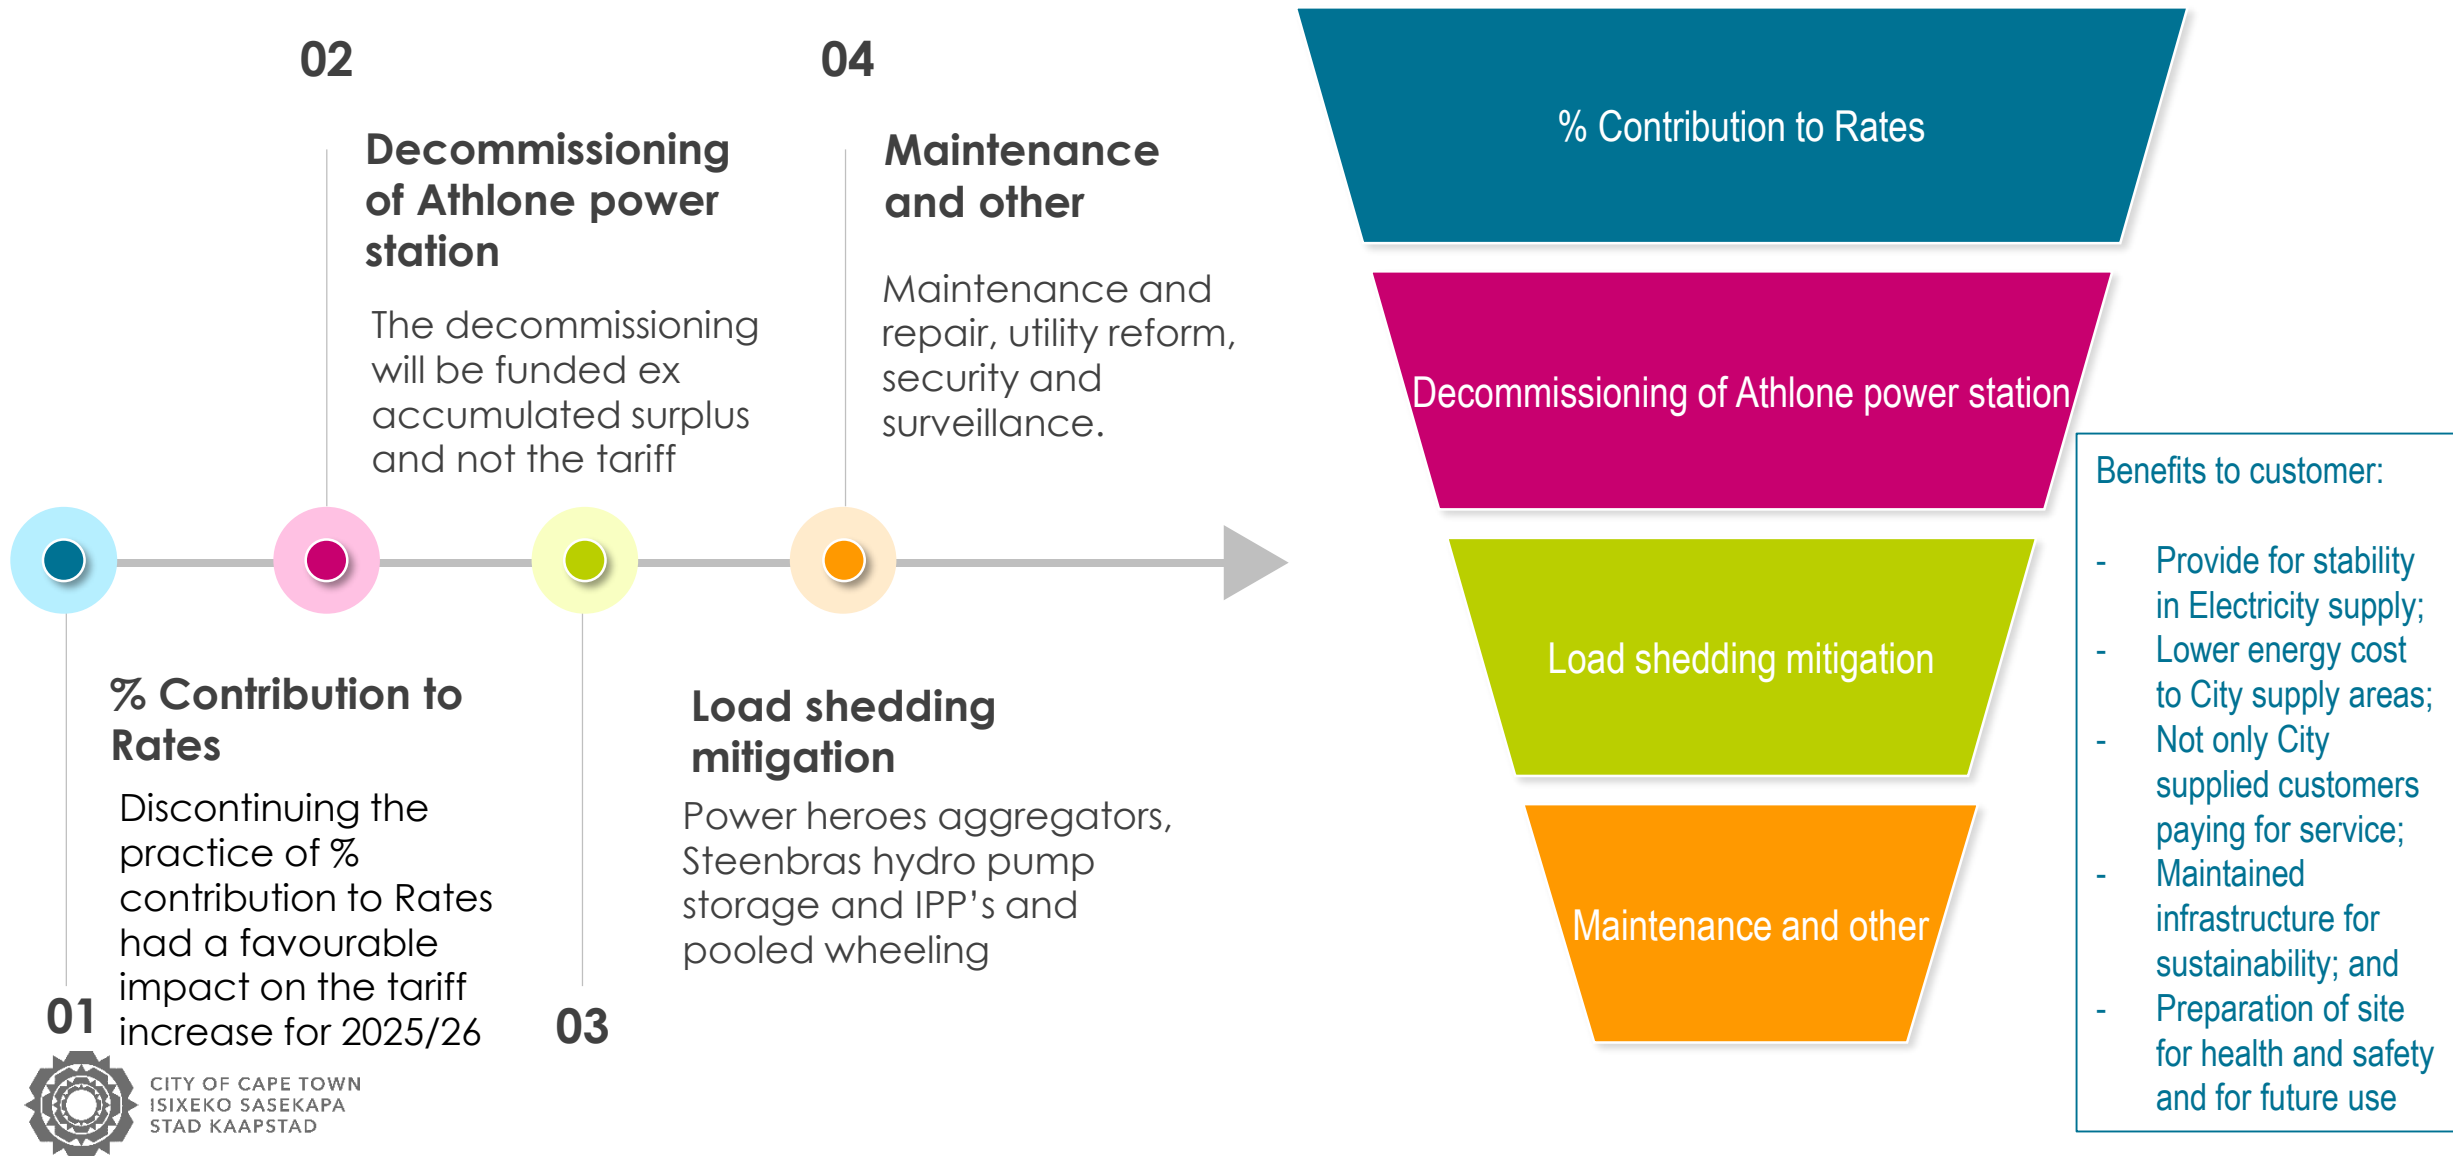 02
Decommissioning
of Athlone power
station
The decommissioning
will be funded ex
accumulated surplus
and not the tariff
04
Maintenance
and other
Maintenance and
repair, utility reform,
security and
surveillance.
% Contribution to
Rates
Discontinuing the
practice of %
contribution to Rates
had a favourable
impact on the tariff
increase for 2025/26
01
Load shedding
mitigation
Power heroes aggregators,
Steenbras hydro pump
storage and IPP’s and
pooled wheeling
03
CITY OF CAPE TOWN
ISIXEKO SASEKAPA
STAD KAAPSTAD
% Contribution to Rates
Decommissioning of Athlone power station
Load shedding mitigation
Maintenance and other
Benefits to customer:
- Provide for stability
in Electricity supply;
- Lower energy cost
to City supply areas;
- Not only City
supplied customers
paying for service;
- Maintained
infrastructure for
sustainability; and
- Preparation of site
for health and safety
and for future use